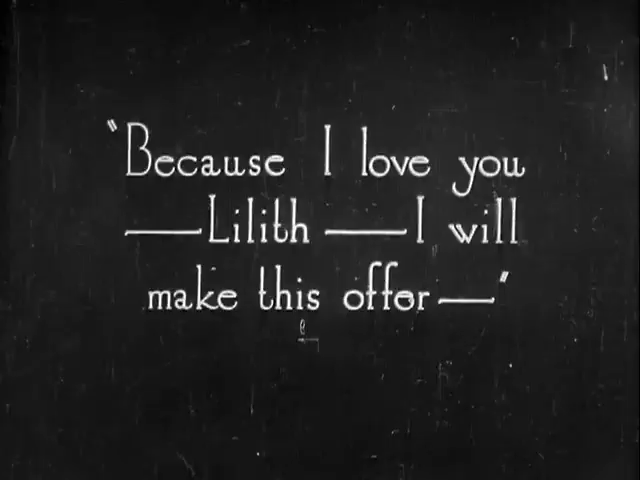 "Because I love you
—Lilith—I will
make this offer—"